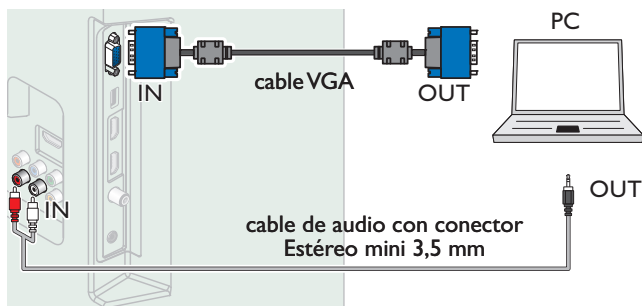 PC
IN
cable VGA
OUT
OUT
IN
cable de audio con conector
Estéreo mini 3,5 mm